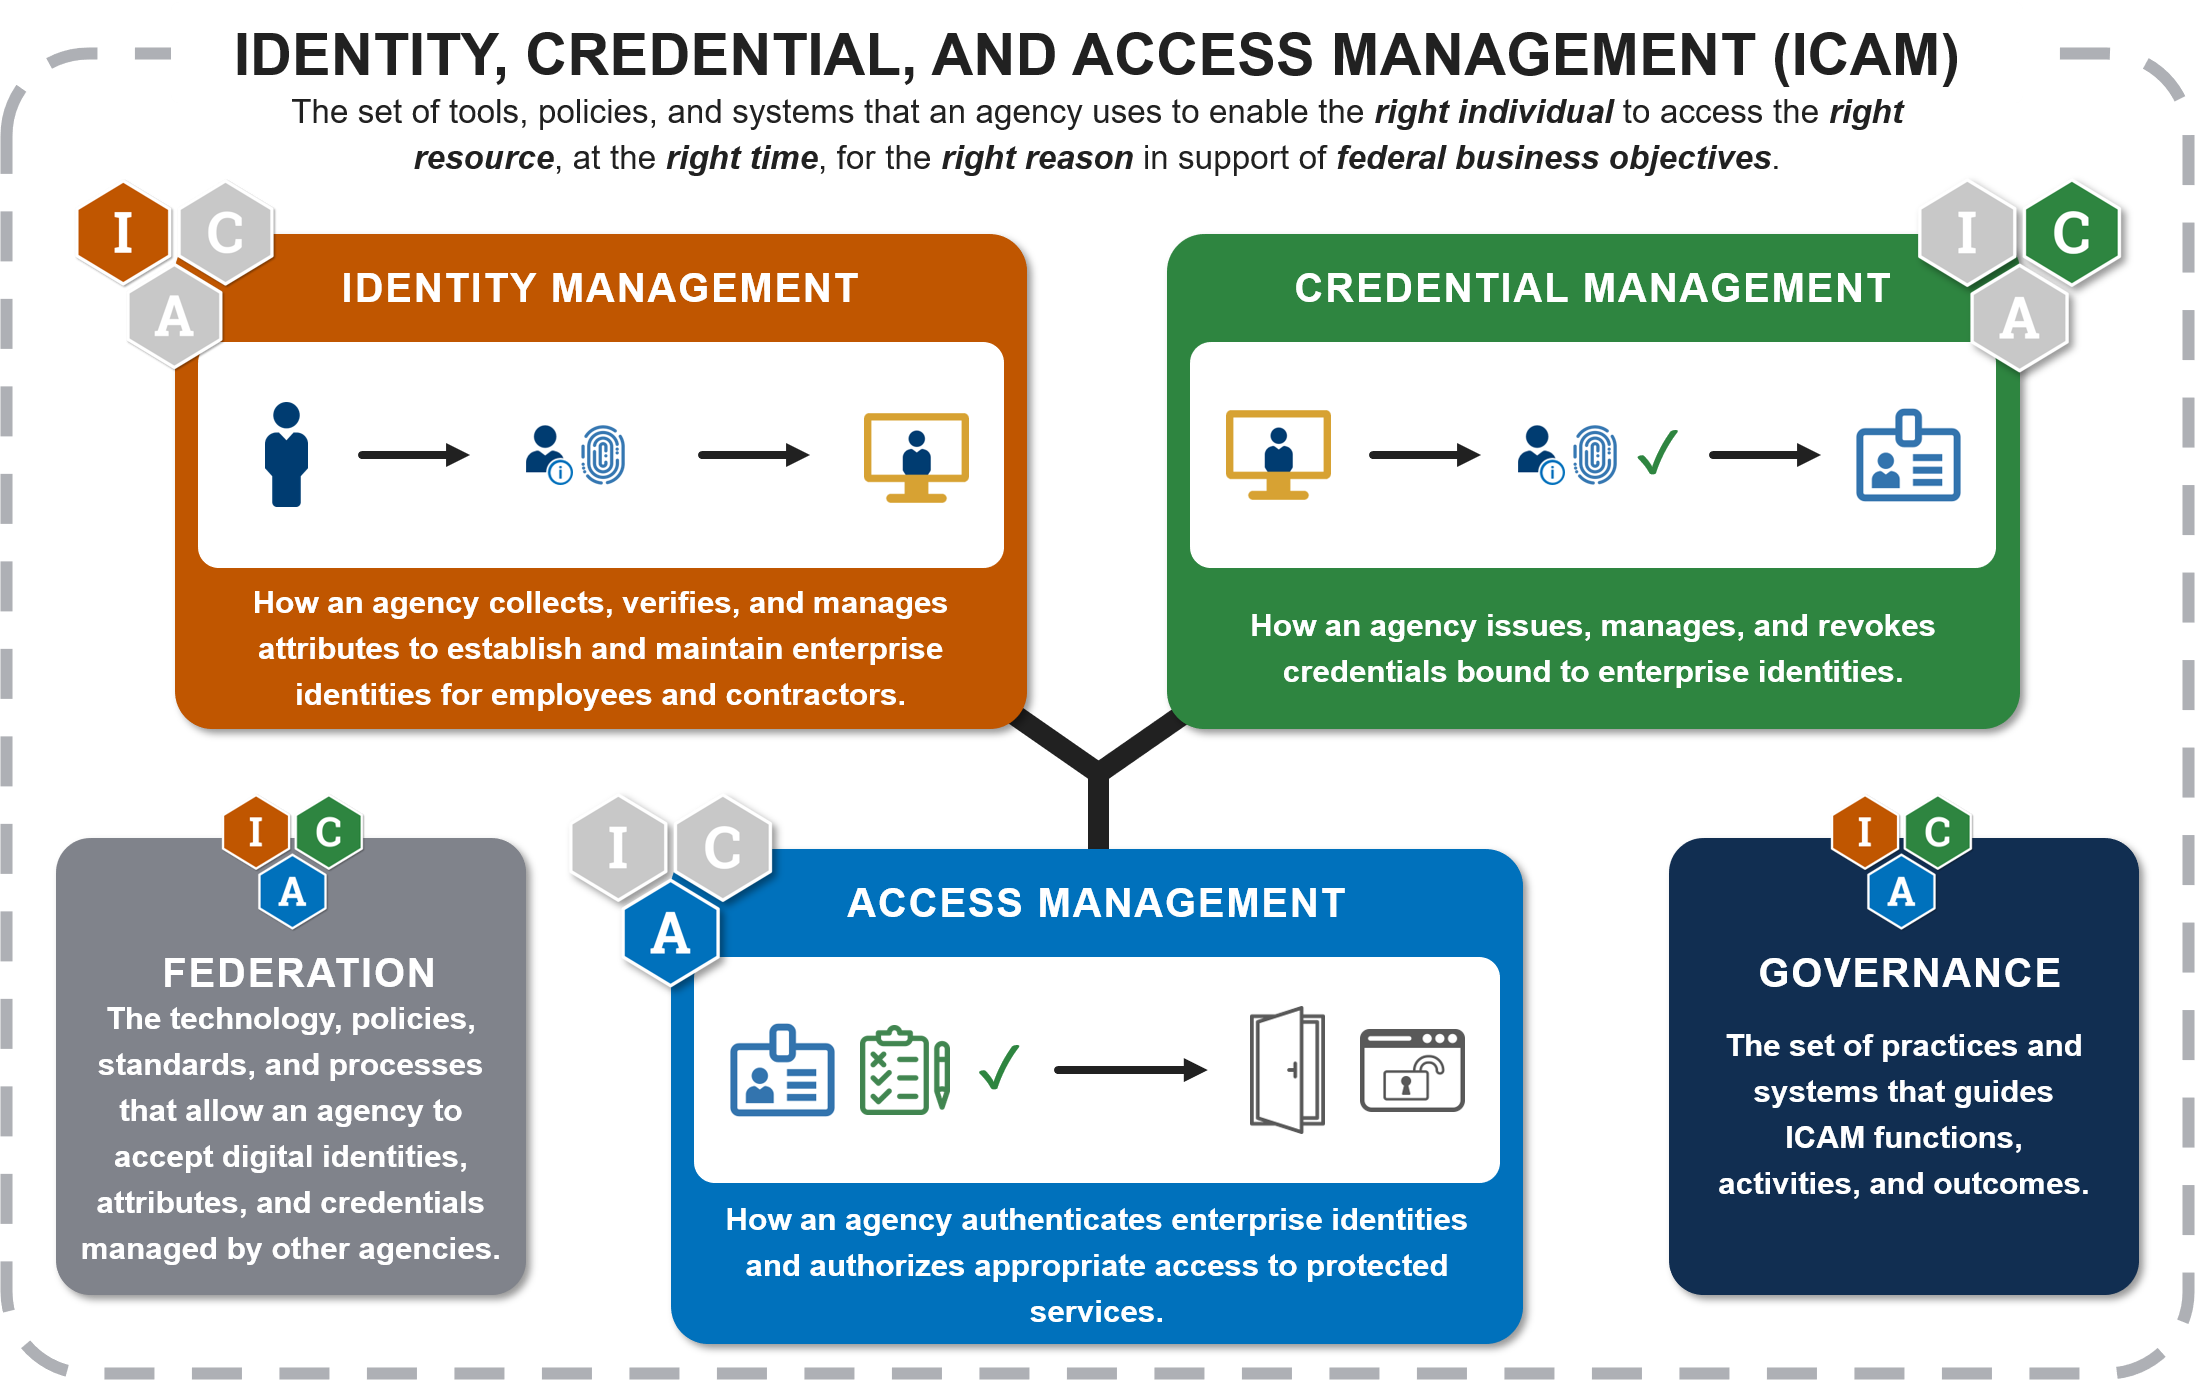 IDENTITY, CREDENTIAL, AND ACCESS MANAGEMENT (ICAM)
The set of tools, policies, and systems that an agency uses to enable the right individual to access the right
resource, at the right time, for the right reason in support of federal business objectives.
I
C
A
IDENTITY MANAGEMENT
i
How an agency collects, verifies, and manages
attributes to establish and maintain enterprise
identities for employees and contractors.
I
C
A
CREDENTIAL MANAGEMENT
i
How an agency issues, manages, and revokes
credentials bound to enterprise identities.
I
C
A
FEDERATION
The technology, policies,
standards, and processes
that allow an agency to
accept digital identities,
attributes, and credentials
managed by other agencies.
I
C
A
ACCESS MANAGEMENT
How an agency authenticates enterprise identities
and authorizes appropriate access to protected
services.
I
C
A
GOVERNANCE
The set of practices and
systems that guides
ICAM functions,
activities, and outcomes.